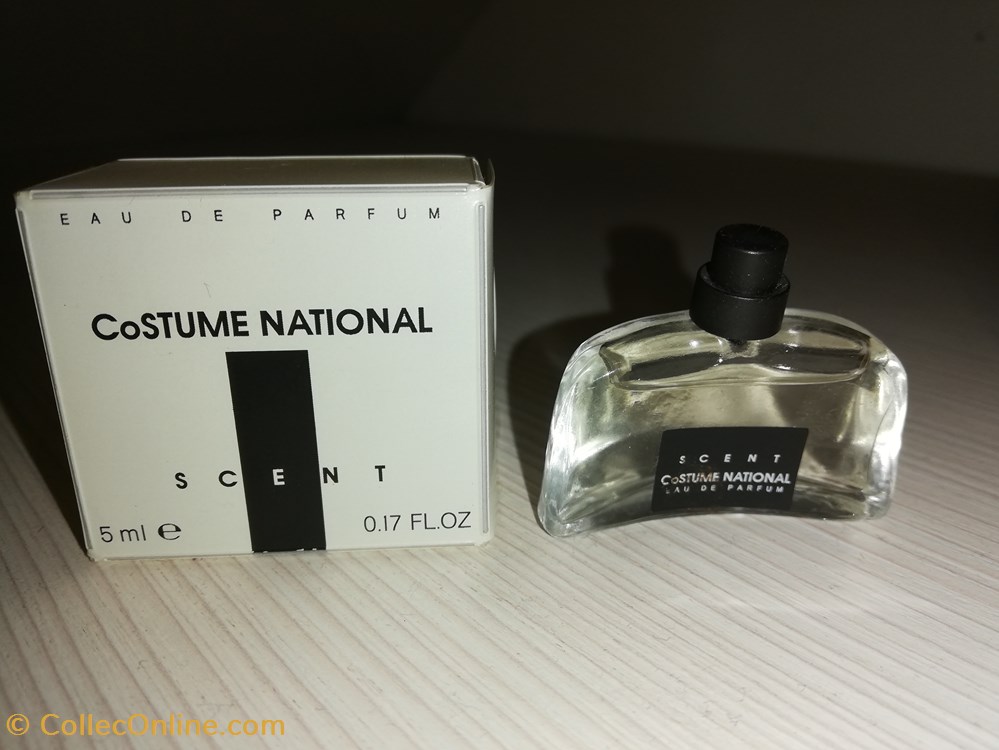 EAU DE PARFUM
CoSTUME NATIONAL
SCENT
5 ml ℮
0.17 FL.OZ
SCENT
CoSTUME NATIONAL
EAU DE PARFUM
© CollecOnline.com